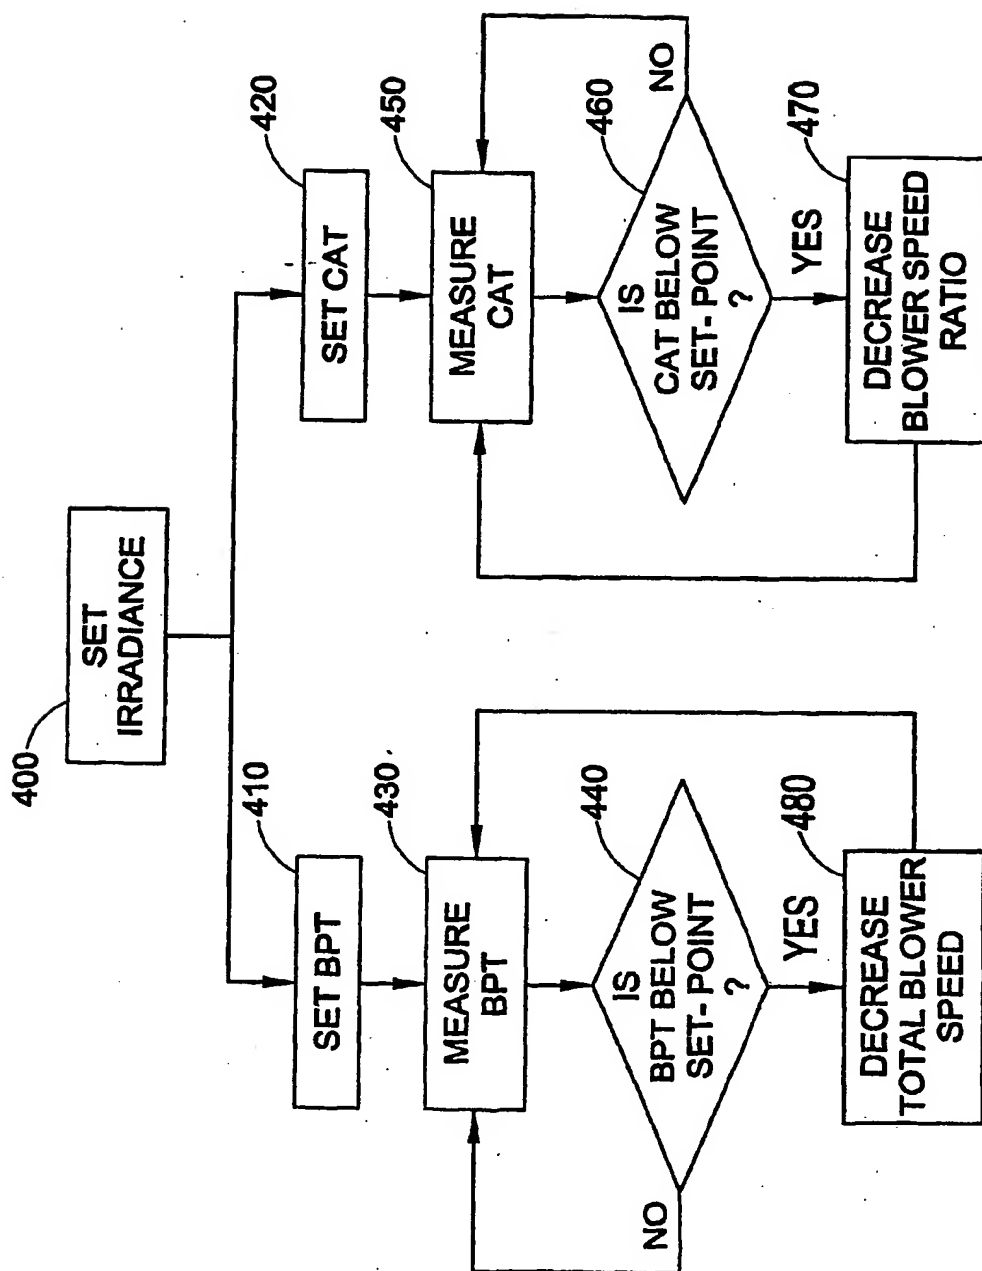 400
SET
IRRADIANCE
410
SET BPT
430
MEASURE
BPT
440
IS
BPT BELOW
SET- POINT
?
NO
YES
480
DECREASE
TOTAL BLOWER
SPEED
420
SET CAT
450
MEASURE
CAT
460
IS
CAT BELOW
SET- POINT
?
NO
YES
470
DECREASE
BLOWER SPEED
RATIO